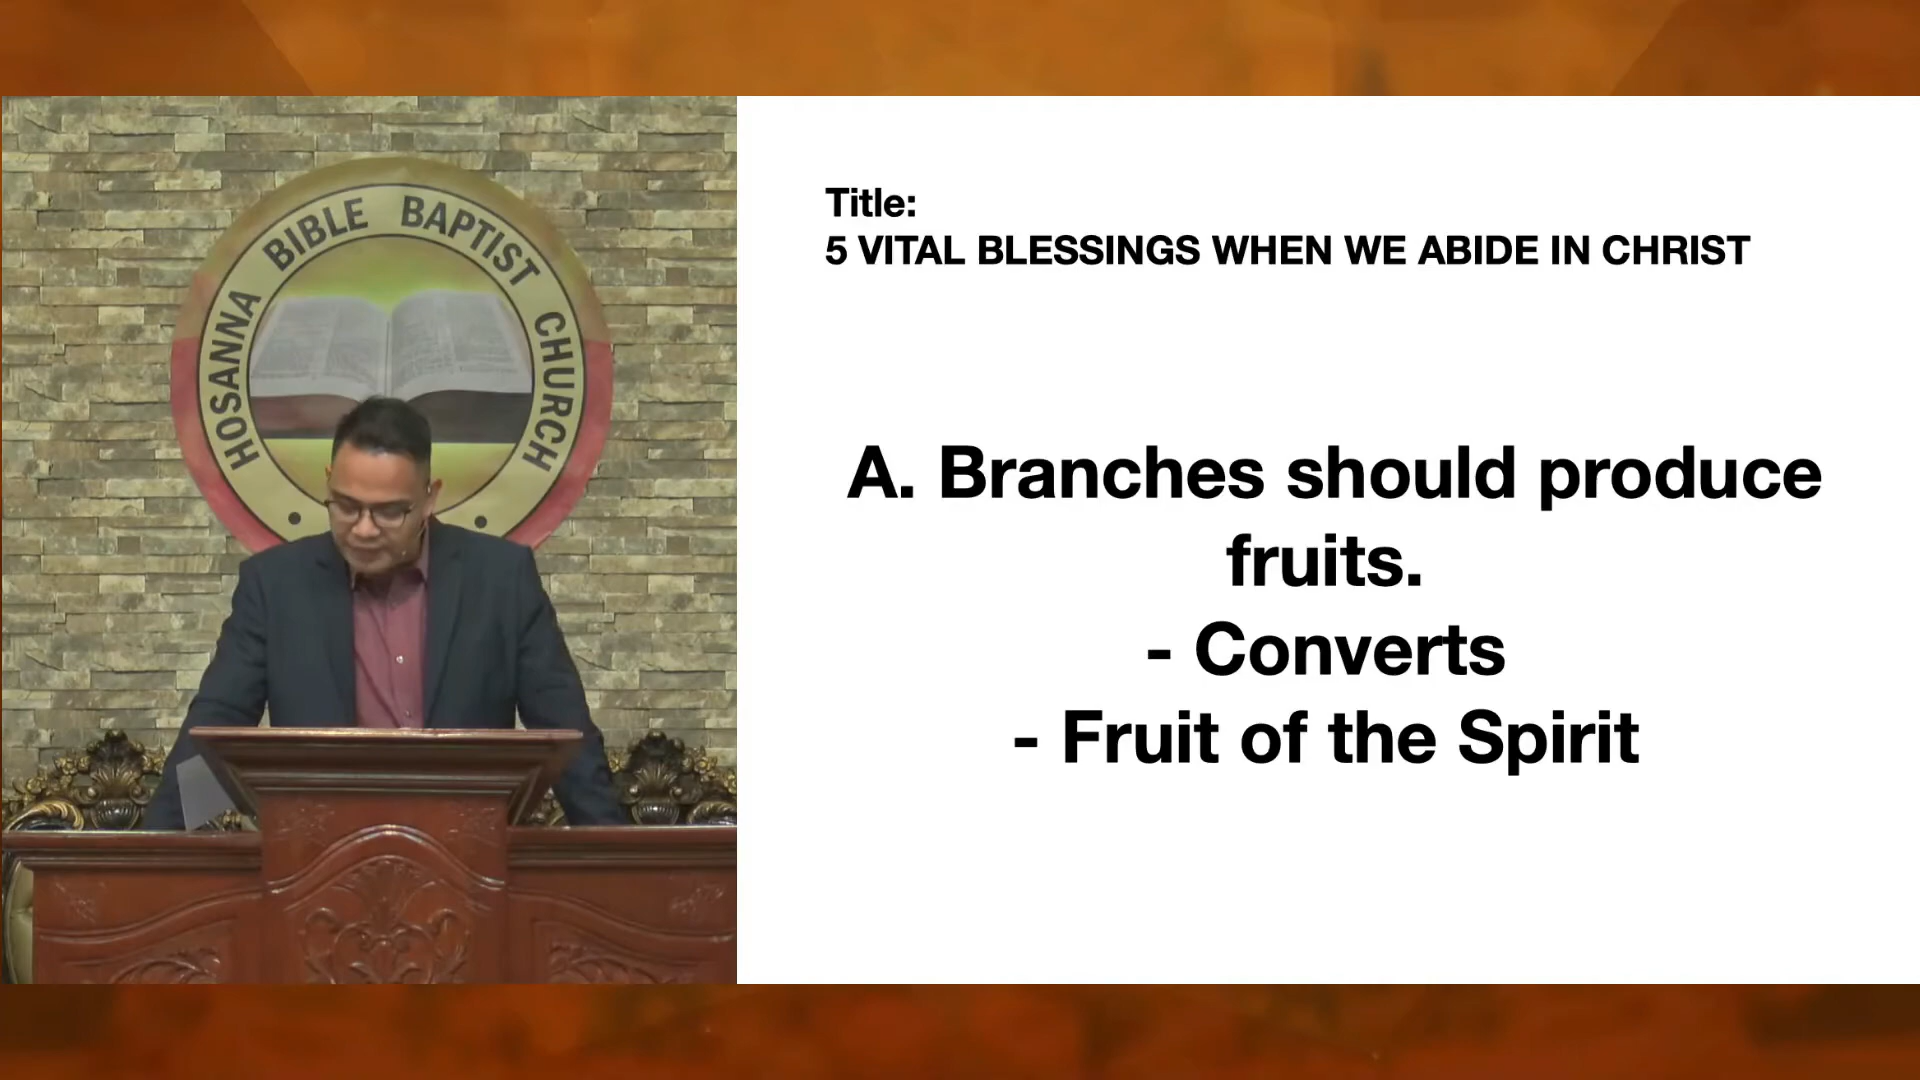 HOSANNA BIBLE BAPTIST CHURCH
Title:
5 VITAL BLESSINGS WHEN WE ABIDE IN CHRIST
A. Branches should produce
fruits.
- Converts
- Fruit of the Spirit